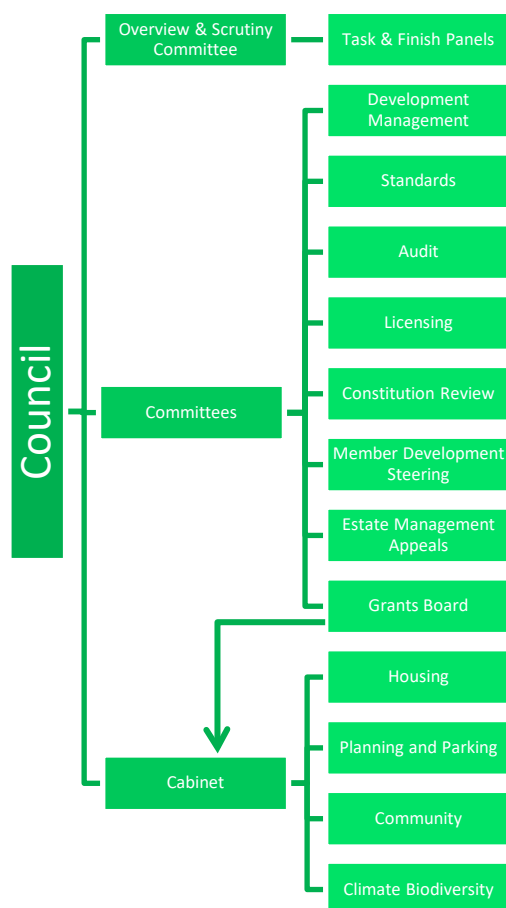 Overview & Scrutiny
Committee
Task & Finish Panels
Development
Management
Standards
Audit
Licensing
Council
Committees
Constitution Review
Member Development
Steering
Estate Management
Appeals
Grants Board
Housing
Planning and Parking
Cabinet
Community
Climate Biodiversity